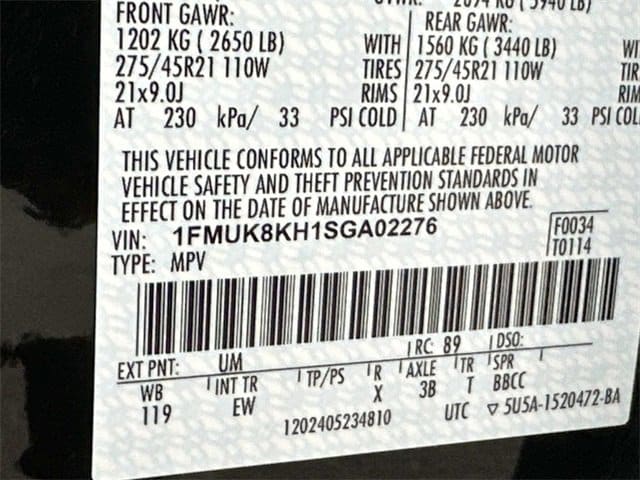 FRONT GAWR:
1202 KG ( 2650 LB) WITH
275/45R21 110W TIRES
21x9.0J RIMS
AT 230 kPa/ 33 PSI COLD
REAR GAWR:
1560 KG ( 3440 LB)
275/45R21 110W
21x9.0J
AT 230 kPa/ 33 PSI
THIS VEHICLE CONFORMS TO ALL APPLICABLE FEDERAL MOTOR
VEHICLE SAFETY AND THEFT PREVENTION STANDARDS IN
EFFECT ON THE DATE OF MANUFACTURE SHOWN ABOVE.
VIN: 1FMUK8KH1SGA02276
F0034
T0114
TYPE: MPV
EXT PNT: UM RC: 89 DSO:
WB INT TR TP/PS R AXLE TR SPR
119 EW X 3B T BBCC
1202405234810 UTC ▽ 5U5A-1520472-BA